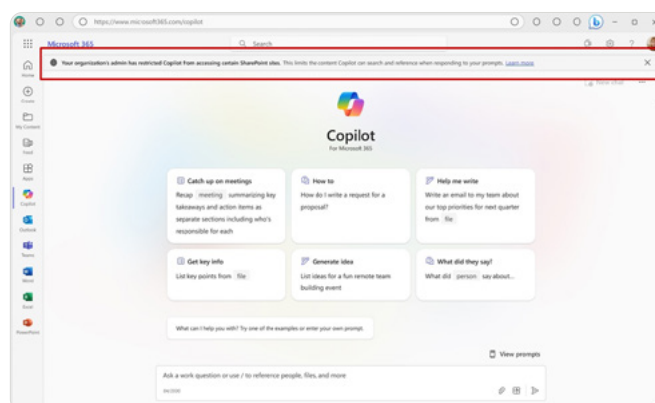 https://www.microsoft365.com/copilot
Microsoft 365
Search
Your organization's admin has restricted Copilot from accessing certain SharePoint sites. This limits the content Copilot can search and reference when responding to your prompts. Learn more
New chat
Home
Create
My Content
Feed
Apps
Copilot
Outlook
Teams
Word
Excel
PowerPoint
Copilot
For Microsoft 365
Catch up on meetings
Recap meeting summarizing key
takeaways and action items as
separate sections including who's
responsible for each
How to
How do I write a request for a
proposal?
Help me write
Write an email to my team about
our top priorities for next quarter
from file
Get key info
List key points from file
Generate idea
List ideas for a fun remote team
building event
What did they say?
What did person say about...
What can I help you with? Try one of the examples or enter your own prompt.
View prompts
Ask a work question or use / to reference people, files, and more